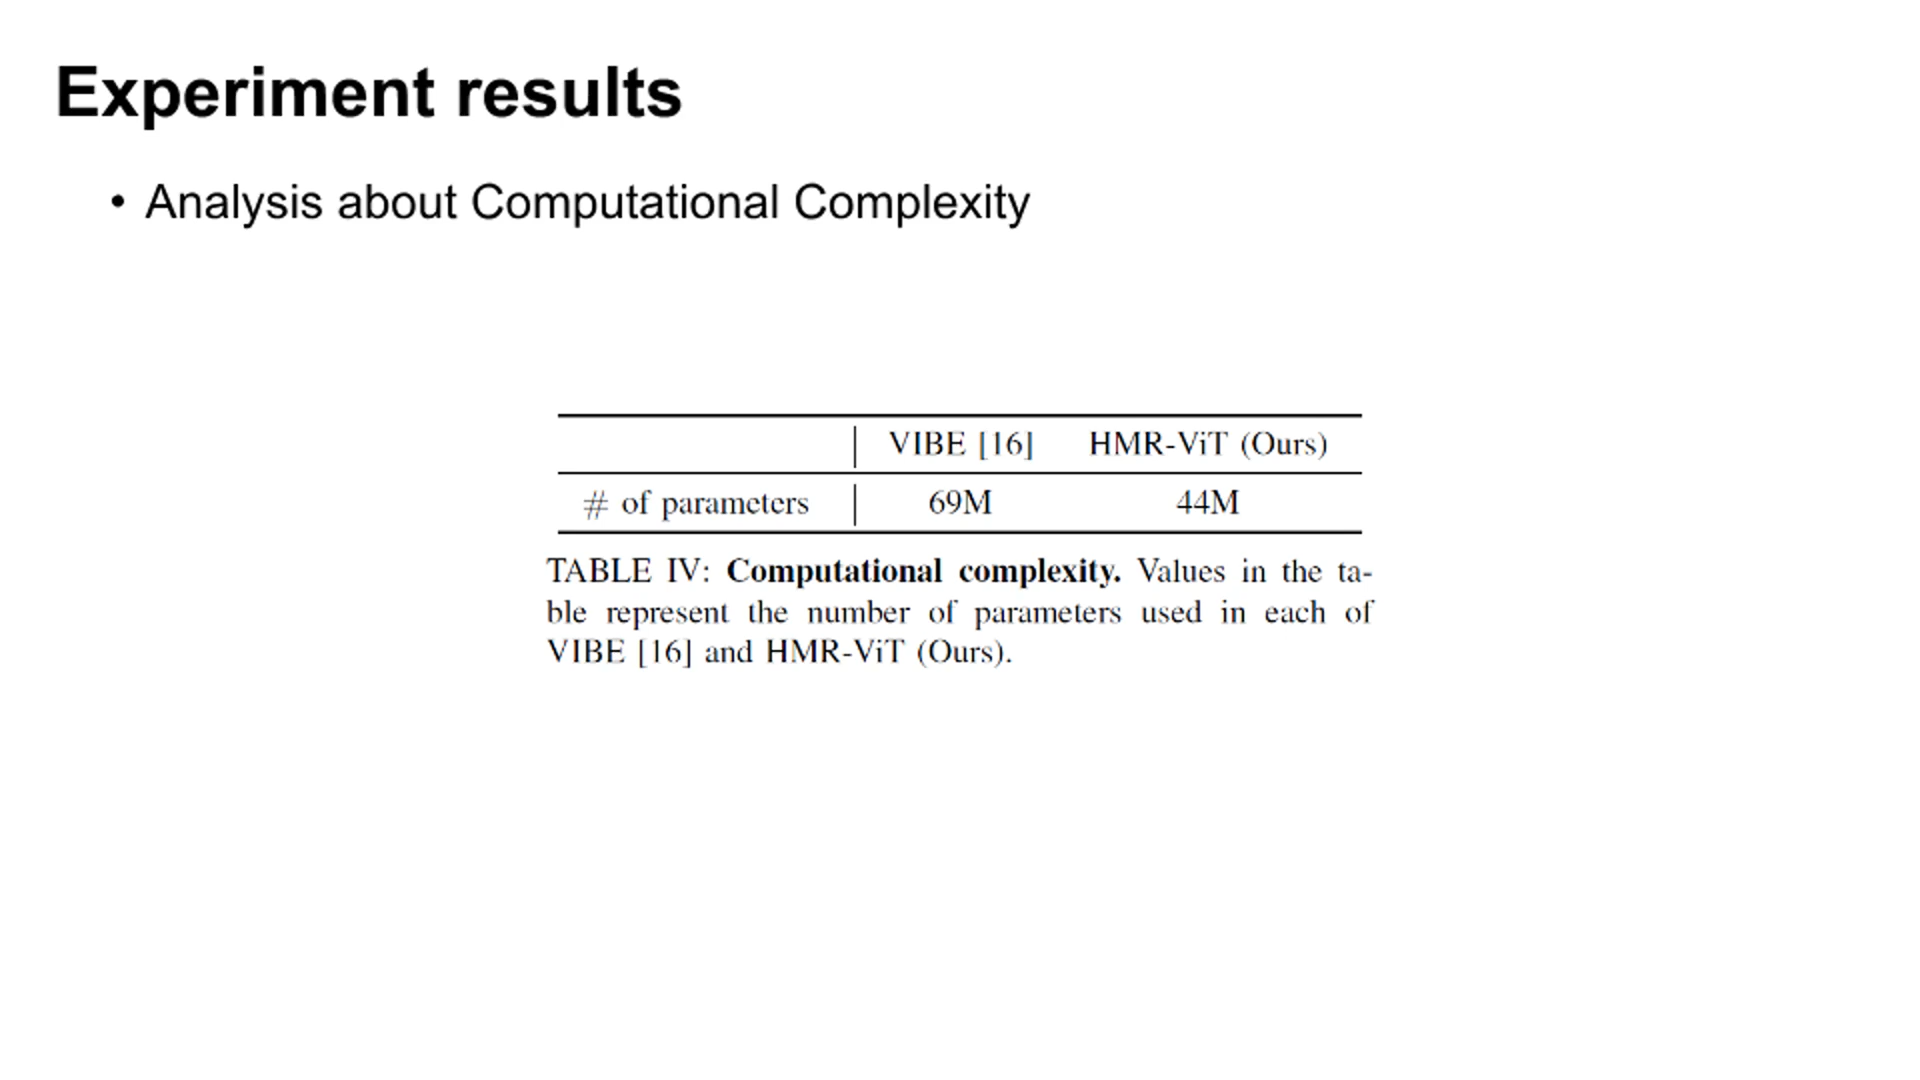 Experiment results
• Analysis about Computational Complexity
VIBE [16] HMR-ViT (Ours)
# of parameters 69M 44M
TABLE IV: Computational complexity. Values in the ta-
ble represent the number of parameters used in each of
VIBE [16] and HMR-ViT (Ours).